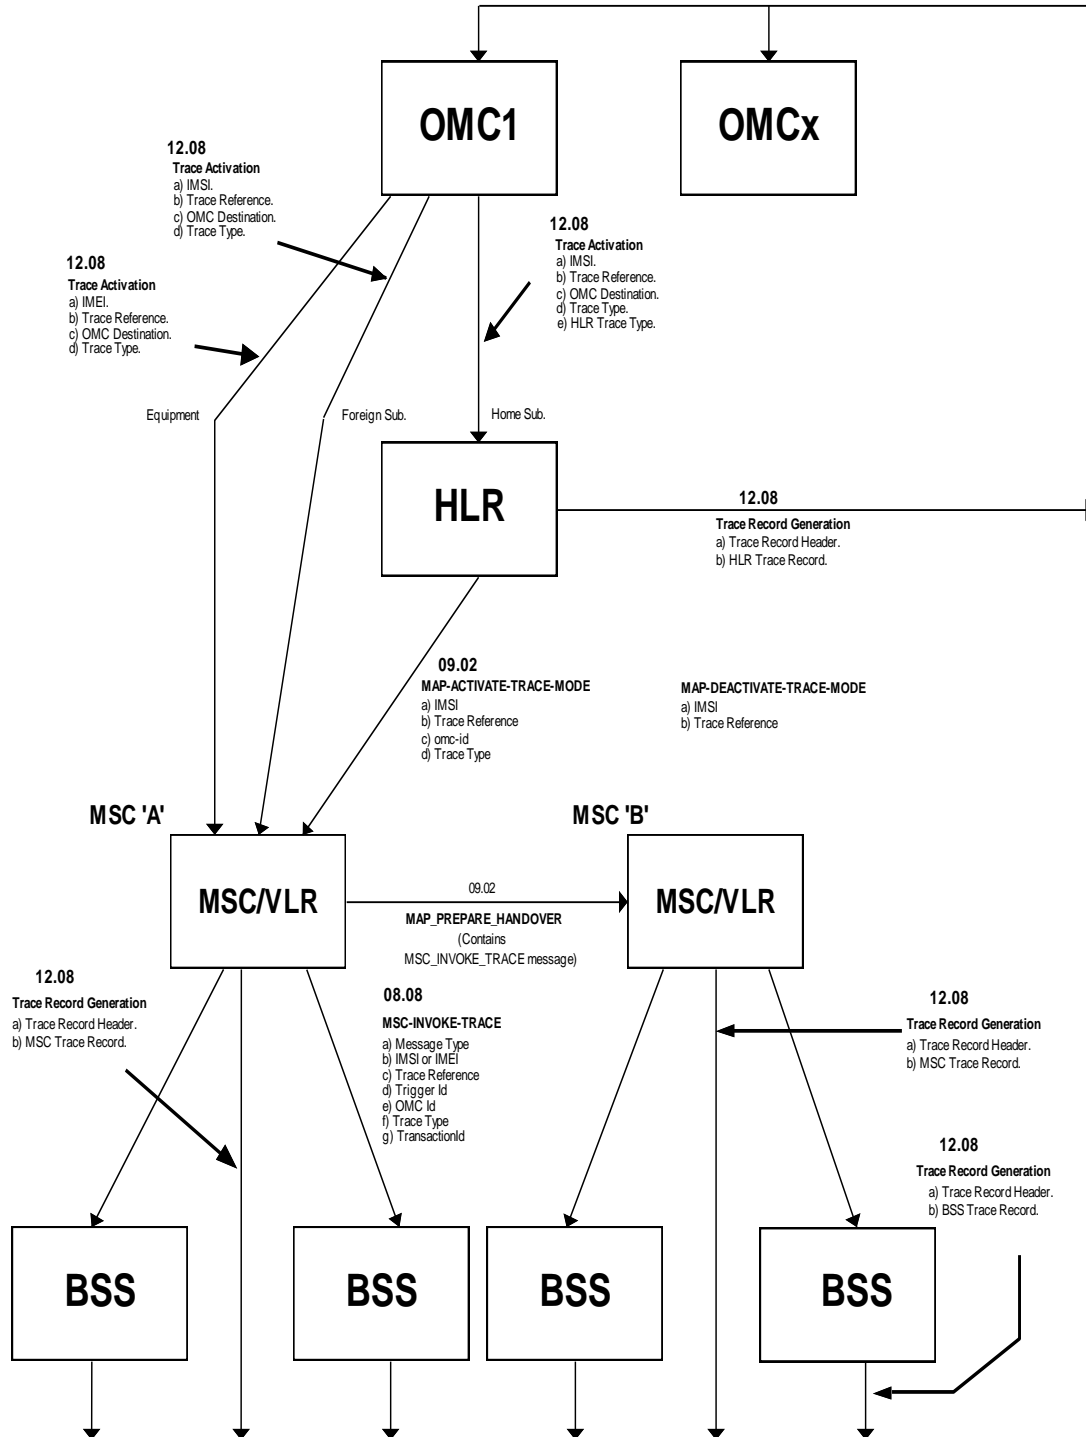 OMC1
OMCx
12.08
Trace Activation
a) IMSI.
b) Trace Reference.
c) OMC Destination.
d) Trace Type.
12.08
Trace Activation
a) IMSI.
b) Trace Reference.
c) OMC Destination.
d) Trace Type.
e) HLR Trace Type.
12.08
Trace Activation
a) IMEI.
b) Trace Reference.
c) OMC Destination.
d) Trace Type.
Equipment
Foreign Sub.
Home Sub.
HLR
12.08
Trace Record Generation
a) Trace Record Header.
b) HLR Trace Record.
09.02
MAP-ACTIVATE-TRACE-MODE
a) IMSI
b) Trace Reference
c) omc-id
d) Trace Type
MAP-DEACTIVATE-TRACE-MODE
a) IMSI
b) Trace Reference
MSC 'A'
MSC 'B'
MSC/VLR
09.02
MAP_PREPARE_HANDOVER
(Contains
MSC_INVOKE_TRACE message)
MSC/VLR
12.08
Trace Record Generation
a) Trace Record Header.
b) MSC Trace Record.
08.08
MSC-INVOKE-TRACE
a) Message Type
b) IMSI or IMEI
c) Trace Reference
d) Trigger Id
e) OMC Id
f) Trace Type
g) TransactionId
12.08
Trace Record Generation
a) Trace Record Header.
b) MSC Trace Record.
12.08
Trace Record Generation
a) Trace Record Header.
b) BSS Trace Record.
BSS
BSS
BSS
BSS